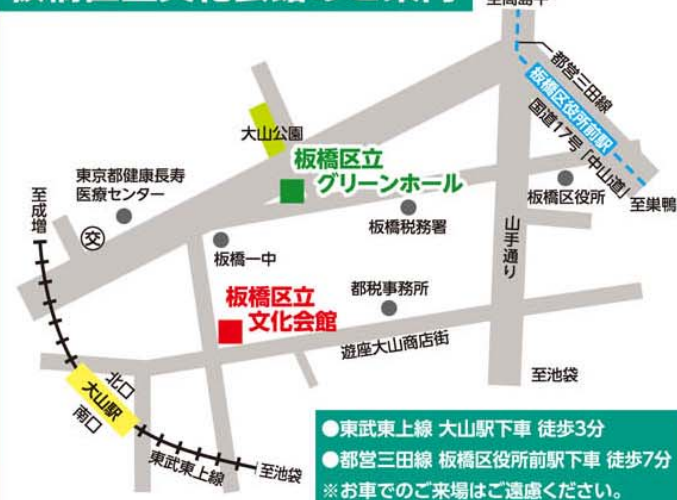 至高島平
都営三田線
板橋区役所前駅
国道17号「中山道」
大山公園
板橋区立
グリーンホール
東京都健康長寿
医療センター
至成増
交
板橋区役所
至巣鴨
板橋税務署
山手通り
板橋一中
板橋区立
文化会館
都税事務所
遊座大山商店街
至池袋
北口
大山駅
南口
東武東上線
至池袋
●東武東上線 大山駅下車 徒歩3分
●都営三田線 板橋区役所前駅下車 徒歩7分
※お車でのご来場はご遠慮ください。